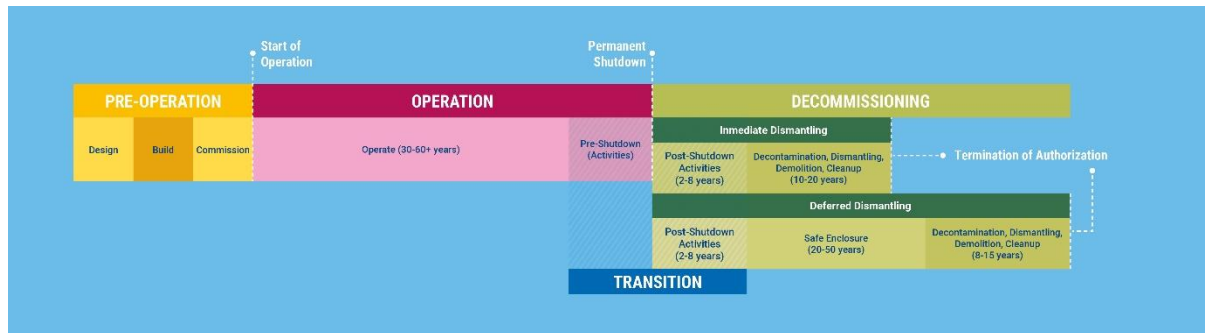 Start of
Operation
Permanent
Shutdown
PRE-OPERATION
OPERATION
DECOMMISSIONING
Design
Build
Commission
Operate (30-60+ years)
Pre-Shutdown
(Activities)
Inmediate Dismantling
Post-Shutdown
Activities
(2-8 years)
Decontamination, Dismantling,
Demolition, Cleanup
(10-20 years)
Termination of Authorization
Deferred Dismantling
Post-Shutdown
Activities
(2-8 years)
Safe Enclosure
(20-50 years)
Decontamination, Dismantling,
Demolition, Cleanup
(8-15 years)
TRANSITION